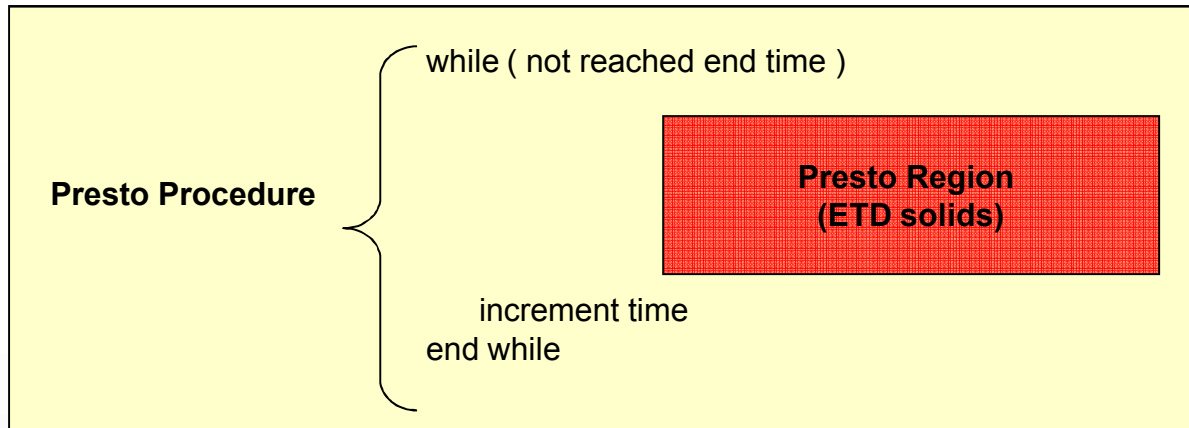 while ( not reached end time )
Presto Procedure
Presto Region
(ETD solids)
increment time
end while